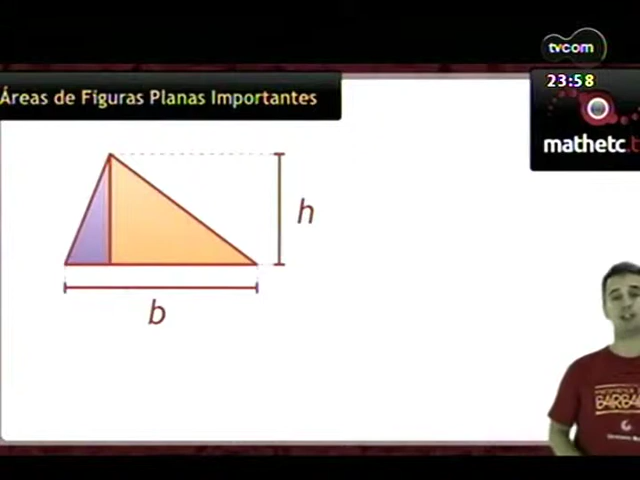 tvcom
23:58
Áreas de Figuras Planas Importantes
mathetc.t
h
b
BARBA